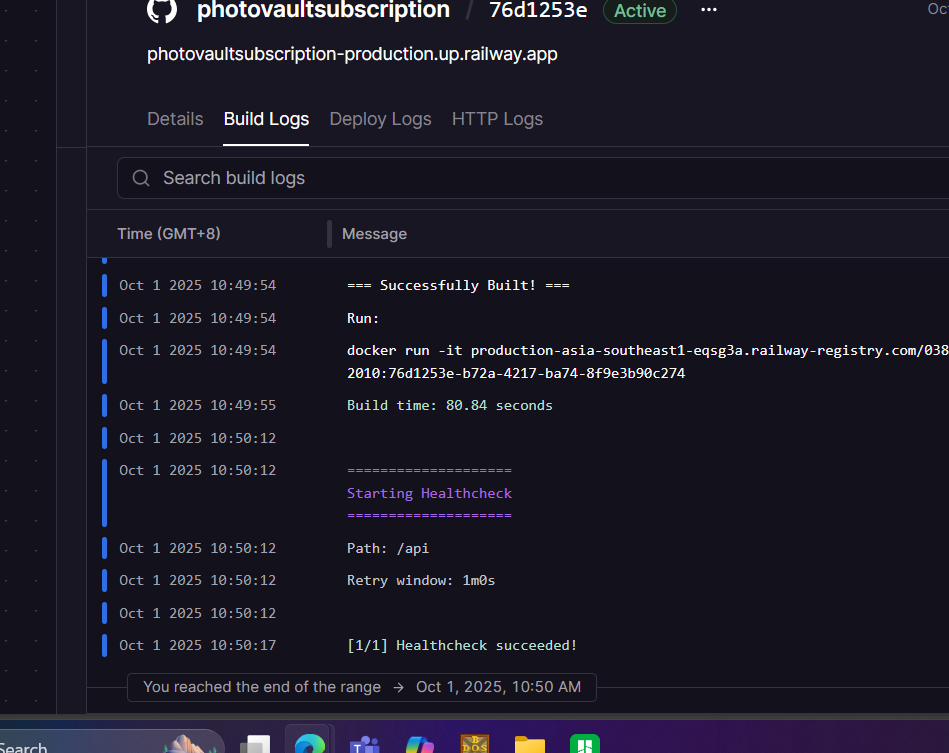 photovaultsubscription / 76d1253e Active ...
photovaultsubscription-production.up.railway.app
Details Build Logs Deploy Logs HTTP Logs
Search build logs
Time (GMT+8) Message
Oct 1 2025 10:49:54 === Successfully Built! ===
Oct 1 2025 10:49:54 Run:
Oct 1 2025 10:49:54 docker run -it production-asia-southeast1-eqsg3a.railway-registry.com/038
2010:76d1253e-b72a-4217-ba74-8f9e3b90c274
Oct 1 2025 10:49:55 Build time: 80.84 seconds
Oct 1 2025 10:50:12
Oct 1 2025 10:50:12 ====================
Starting Healthcheck
====================
Oct 1 2025 10:50:12 Path: /api
Oct 1 2025 10:50:12 Retry window: 1m0s
Oct 1 2025 10:50:12
Oct 1 2025 10:50:17 [1/1] Healthcheck succeeded!
You reached the end of the range → Oct 1, 2025, 10:50 AM
Search